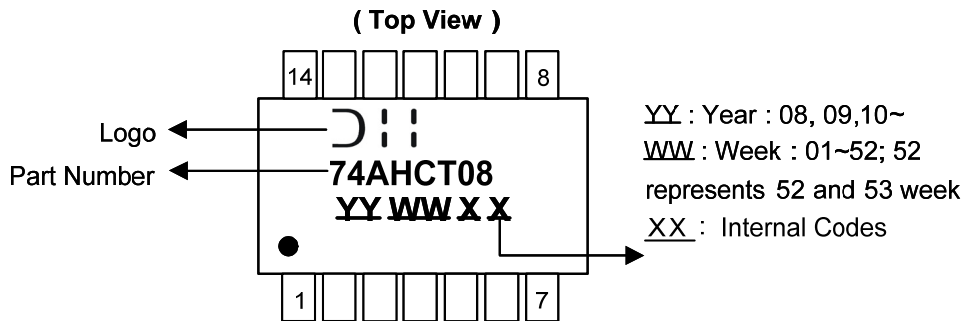 ( Top View )
14
8
Logo
Part Number
74AHCT08
YY WW X X
YY : Year : 08, 09,10~
WW : Week : 01~52; 52
represents 52 and 53 week
XX : Internal Codes
1
7